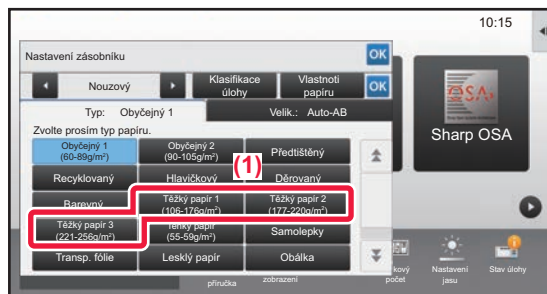 10:15
Nastavení zásobníku
OK
Nouzový
Klasifikace
úlohy
Vlastnoti
papíru
OK
Typ: Obyčejný 1
Velik.: Auto-AB
Zvolte prosím typ papíru.
Obyčejný 1
(60-89g/m²)
Obyčejný 2
(90-105g/m²)
Předtištěný
Recyklovaný
Hlavičkový
Děrovaný
(1)
Barevný
Těžký papír 1
(106-176g/m²)
Těžký papír 2
(177-220g/m²)
Těžký papír 3
(221-256g/m²)
Tenký papír
(55-59g/m²)
Samolepky
Transp. fólie
Lesklý papír
Obálka
OSA
Sharp OSA
příručka
zobrazení
počet
Nastavení
jasu
Stav úlohy